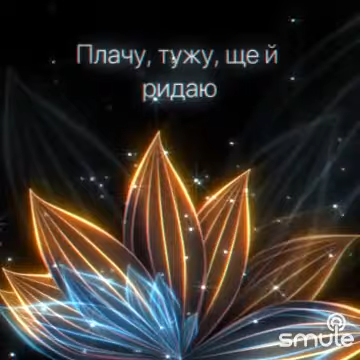 Плачу, тужу, ще й
ридаю
smule